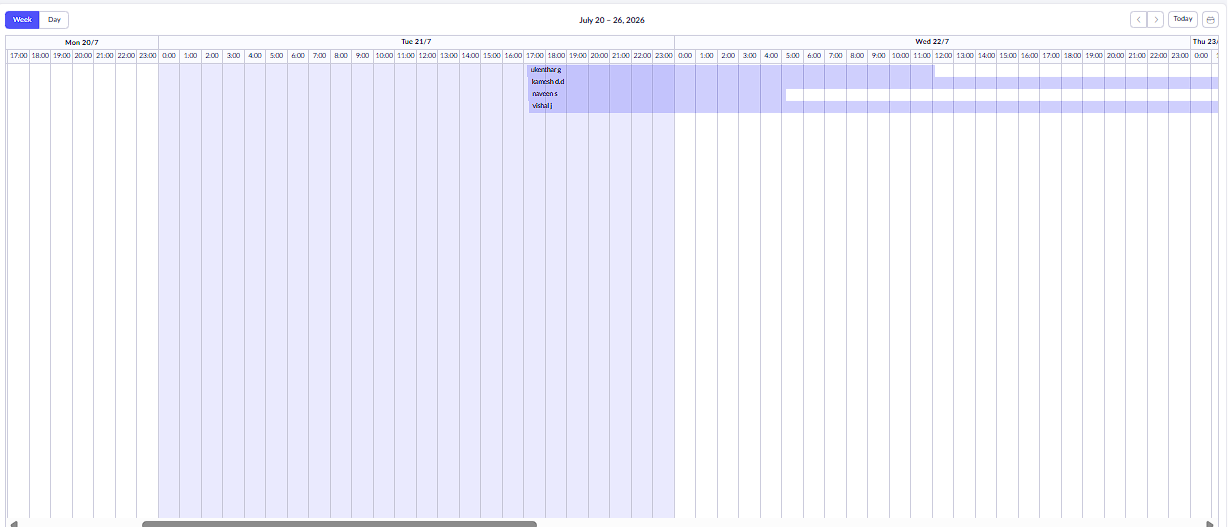 Week Day July 20 – 26, 2026 Today
Mon 20/7 Tue 21/7 Wed 22/7 Thu 23/
17:00 18:00 19:00 20:00 21:00 22:00 23:00 0:00 1:00 2:00 3:00 4:00 5:00 6:00 7:00 8:00 9:00 10:00 11:00 12:00 13:00 14:00 15:00 16:00 17:00 18:00 19:00 20:00 21:00 22:00 23:00 0:00 1:00 2:00 3:00 4:00 5:00 6:00 7:00 8:00 9:00 10:00 11:00 12:00 13:00 14:00 15:00 16:00 17:00 18:00 19:00 20:00 21:00 22:00 23:00 0:00
ukenthar g
kamesh d.d
naveen s
vishal j